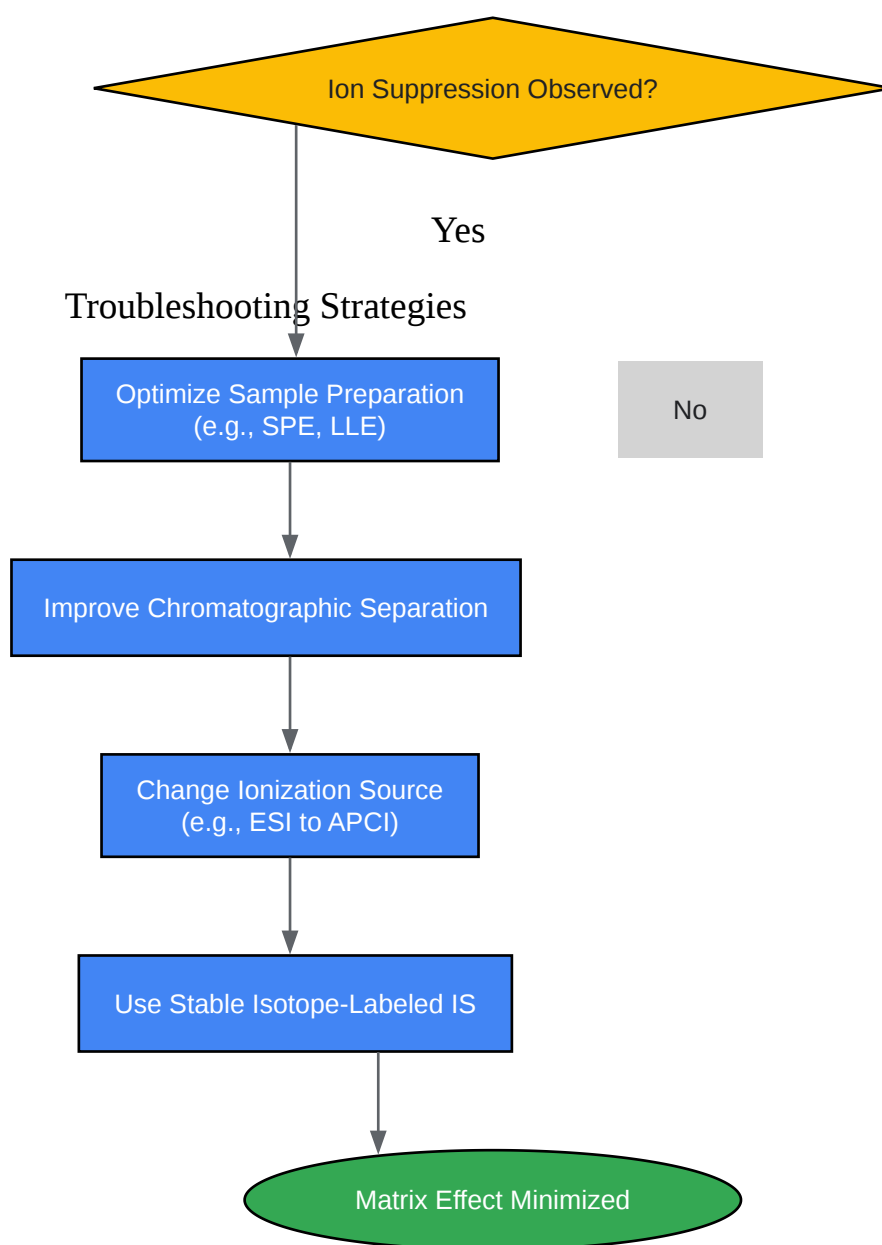 Ion Suppression Observed?
Yes
Troubleshooting Strategies
Optimize Sample Preparation
(e.g., SPE, LLE)
No
Improve Chromatographic Separation
Change Ionization Source
(e.g., ESI to APCI)
Use Stable Isotope-Labeled IS
Matrix Effect Minimized